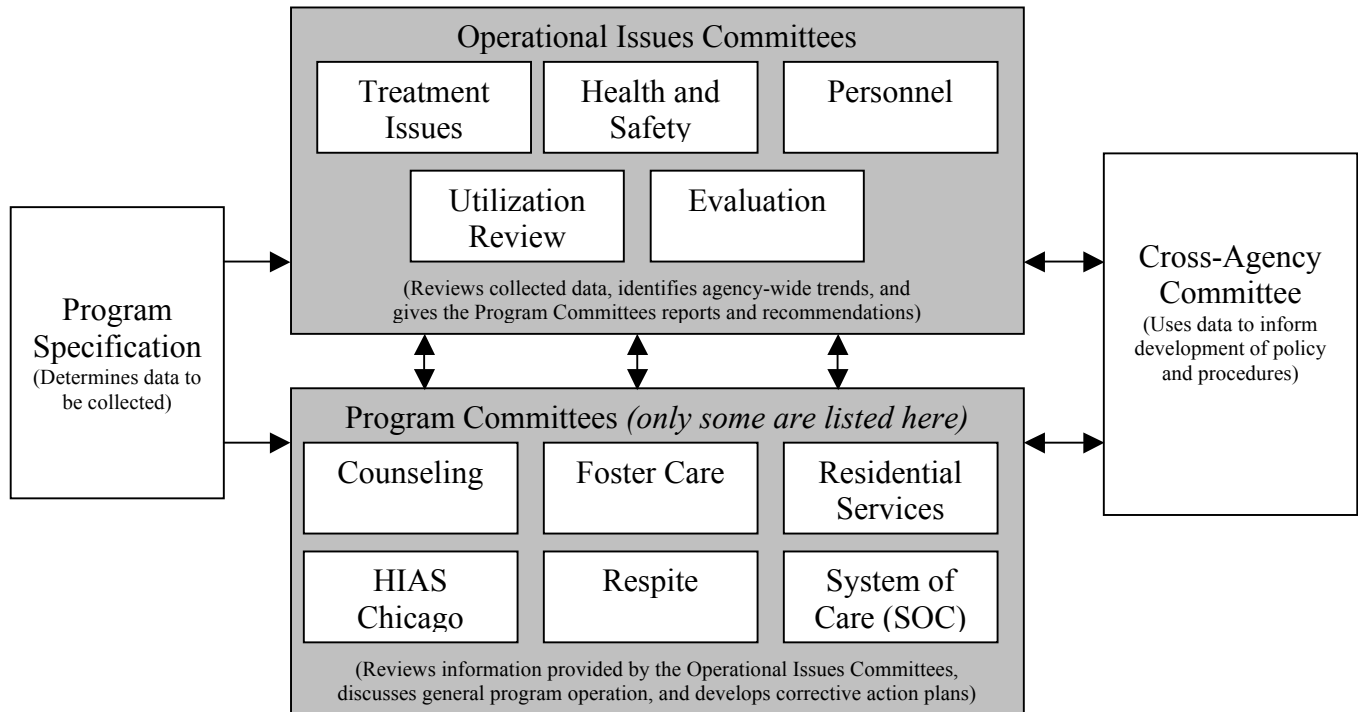 Operational Issues Committees
Treatment
Issues
Health and
Safety
Personnel
Utilization
Review
Evaluation
(Reviews collected data, identifies agency-wide trends, and
gives the Program Committees reports and recommendations)
Program
Specification
(Determines data to
be collected)
Cross-Agency
Committee
(Uses data to inform
development of policy
and procedures)
Program Committees (only some are listed here)
Counseling
Foster Care
Residential
Services
HIAS
Chicago
Respite
System of
Care (SOC)
(Reviews information provided by the Operational Issues Committees,
discusses general program operation, and develops corrective action plans)